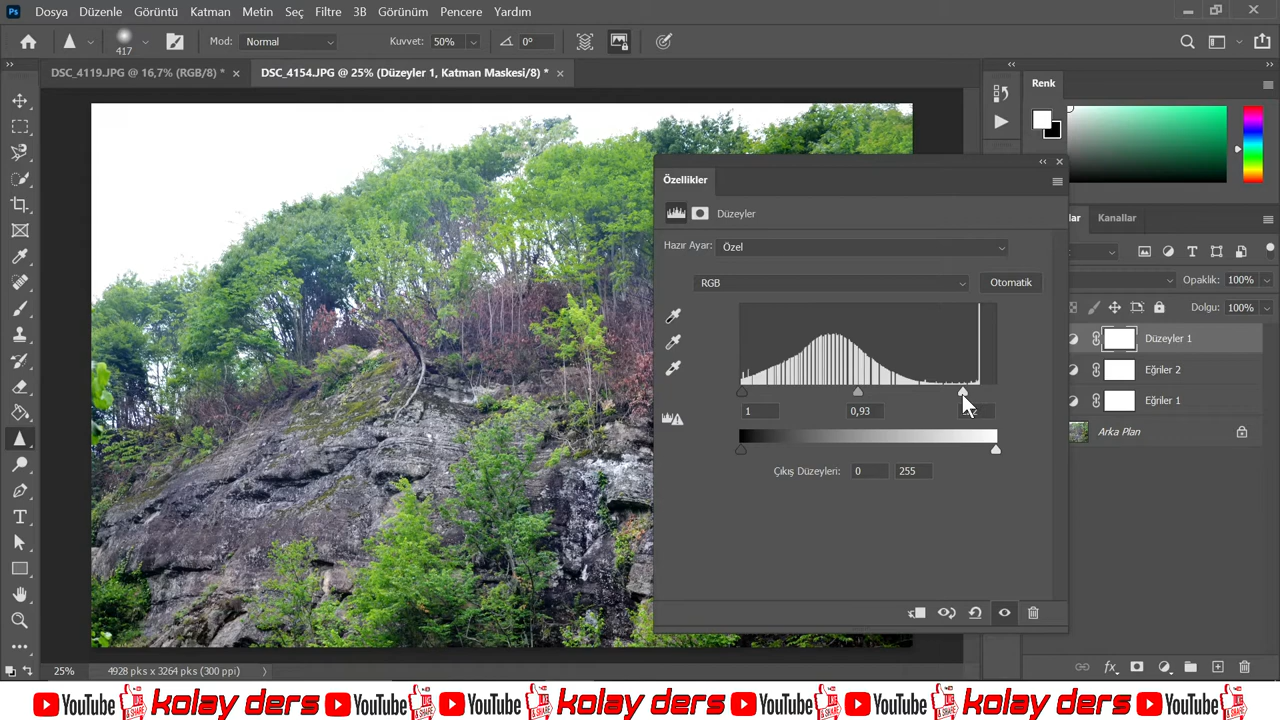 Ps Dosya Düzenle Görüntü Katman Metin Seç Filtre 3B Görünüm Pencere Yardım
417 Mod: Normal Kuvvet: 50% 0°
DSC_4119.JPG @ 16,7% (RGB/8) * × DSC_4154.JPG @ 25% (Düzeyler 1, Katman Maskesi/8) * ×
Renk
Özellikler
Düzeyler
Kanallar
Hazır Ayar: Özel
RGB Otomatik
Opaklık: 100%
Dolgu: 100%
Düzeyler 1
Eğriler 2
Eğriler 1
Arka Plan
1 0,93
Çıkış Düzeyleri: 0 255
25% 4928 pks x 3264 pks (300 ppi)
YouTube kolay ders YouTube YouTube kolay ders YouTube YouTube kolay ders YouTube